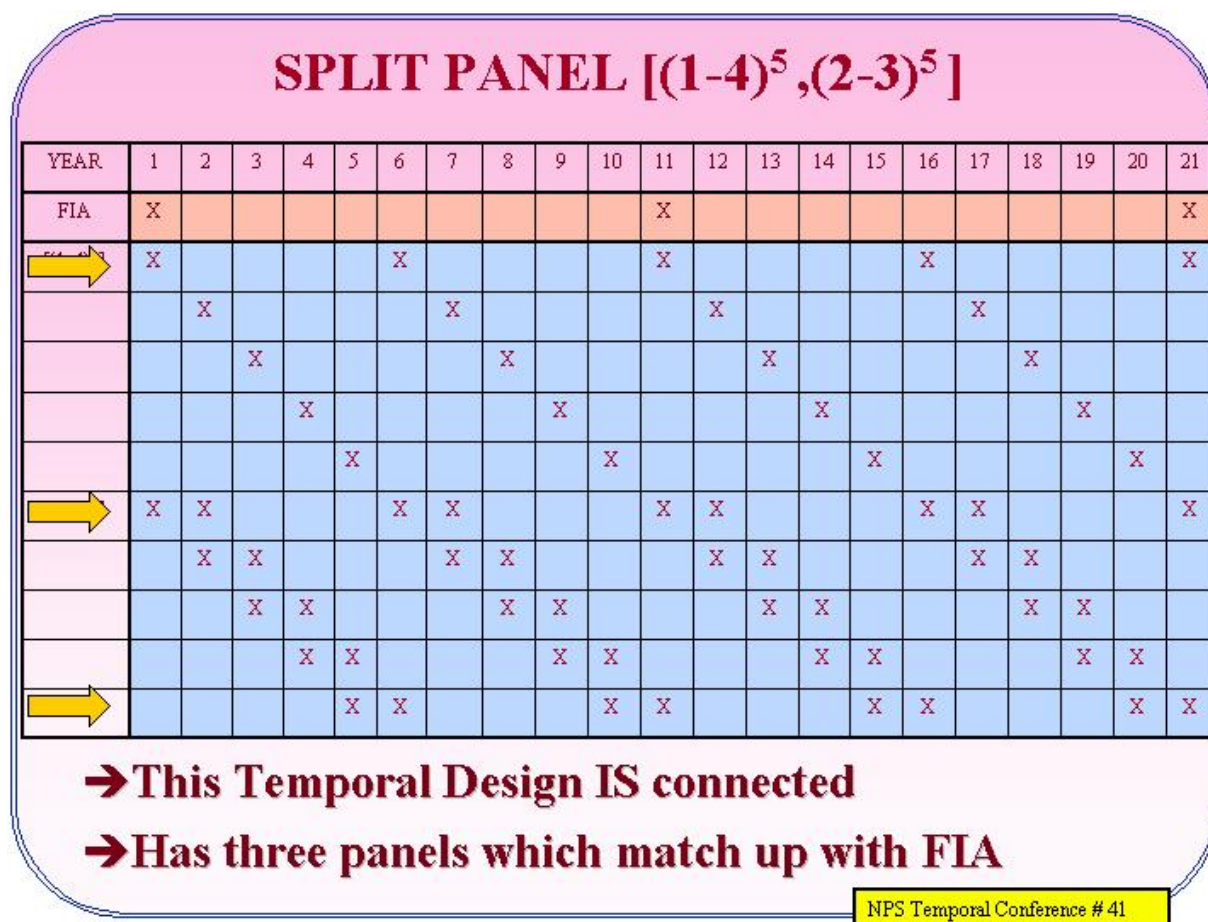 SPLIT PANEL [(1-4)⁵,(2-3)⁵]
YEAR 1 2 3 4 5 6 7 8 9 10 11 12 13 14 15 16 17 18 19 20 21
FIA X X X
X X X X X
X X X X
X X X X
X X X X
X X X X
X X X X X X X X X
X X X X X X X X
X X X X X X X X
X X X X X X X X
X X X X X X X X
➔This Temporal Design IS connected
➔Has three panels which match up with FIA
NPS Temporal Conference # 41